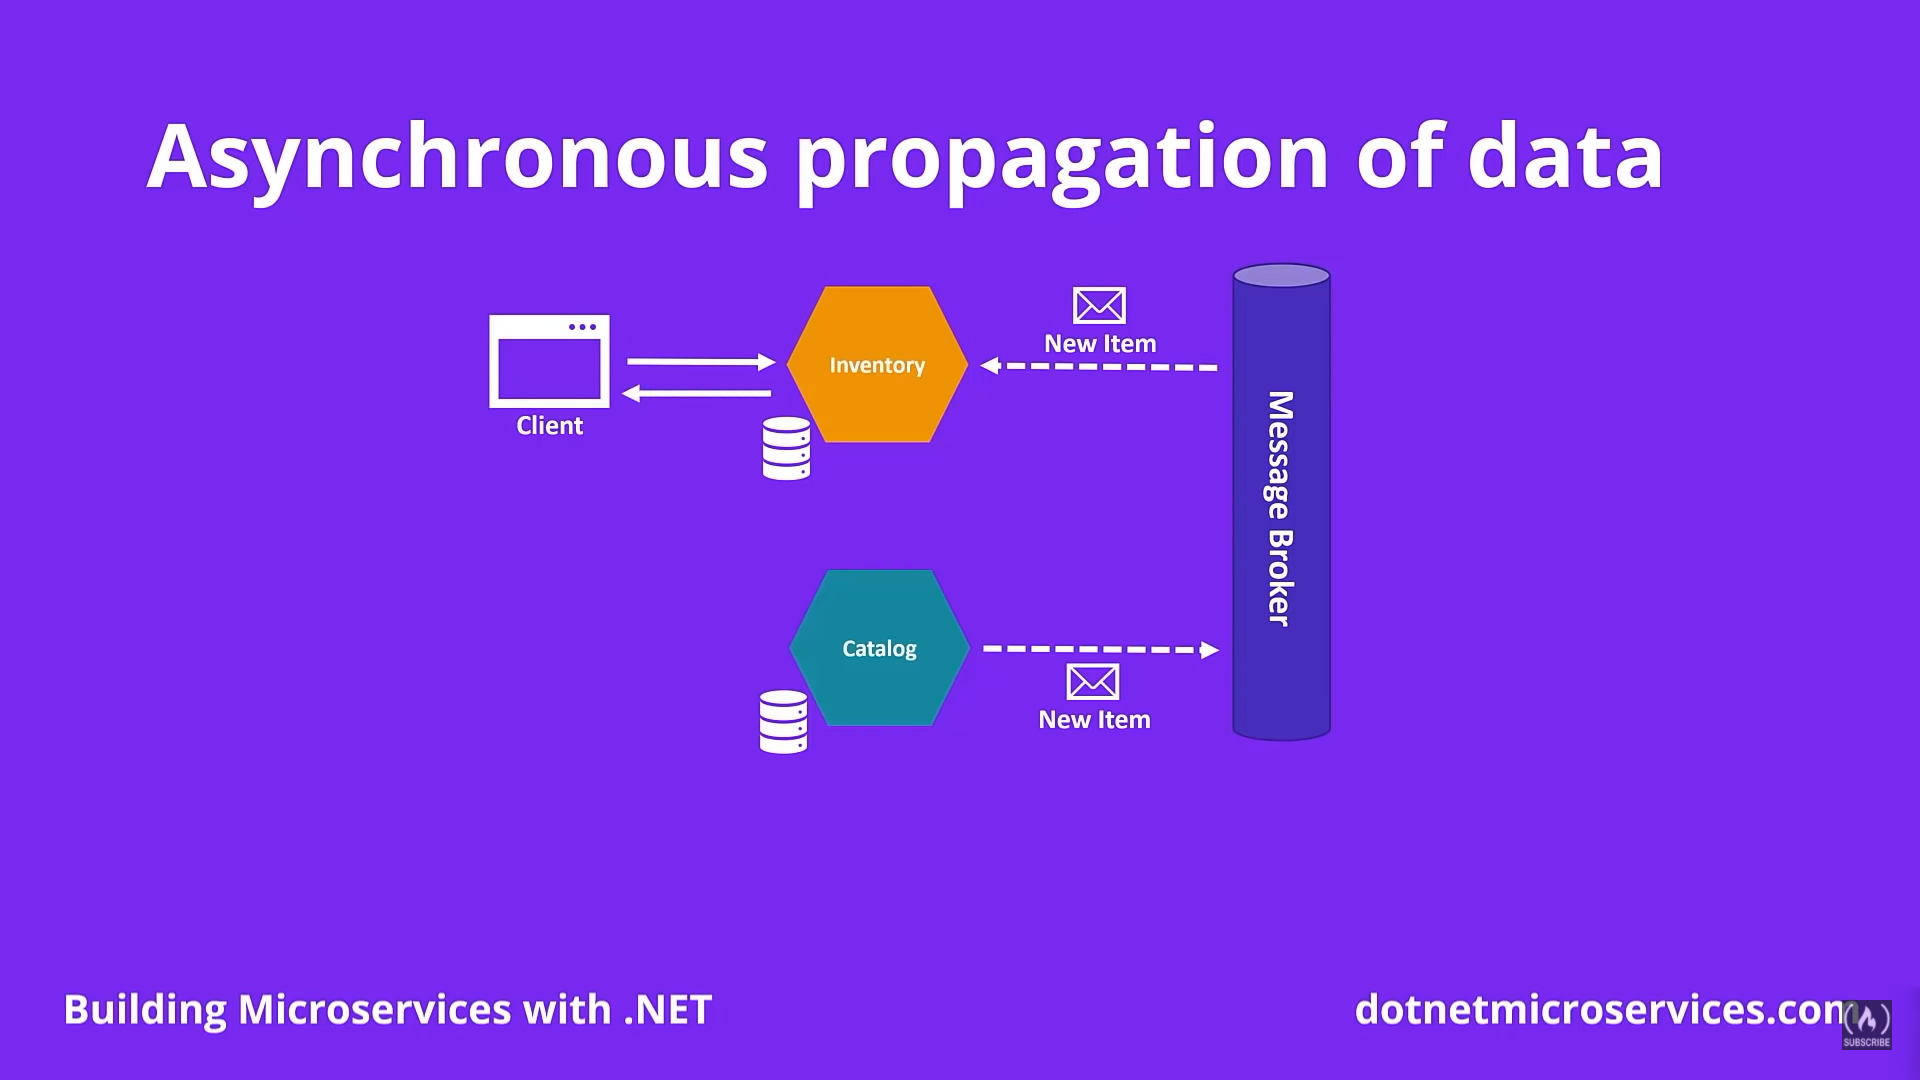 Asynchronous propagation of data
New Item
Inventory
Client
Message Broker
Catalog
New Item
Building Microservices with .NET
dotnetmicroservices.com
SUBSCRIBE